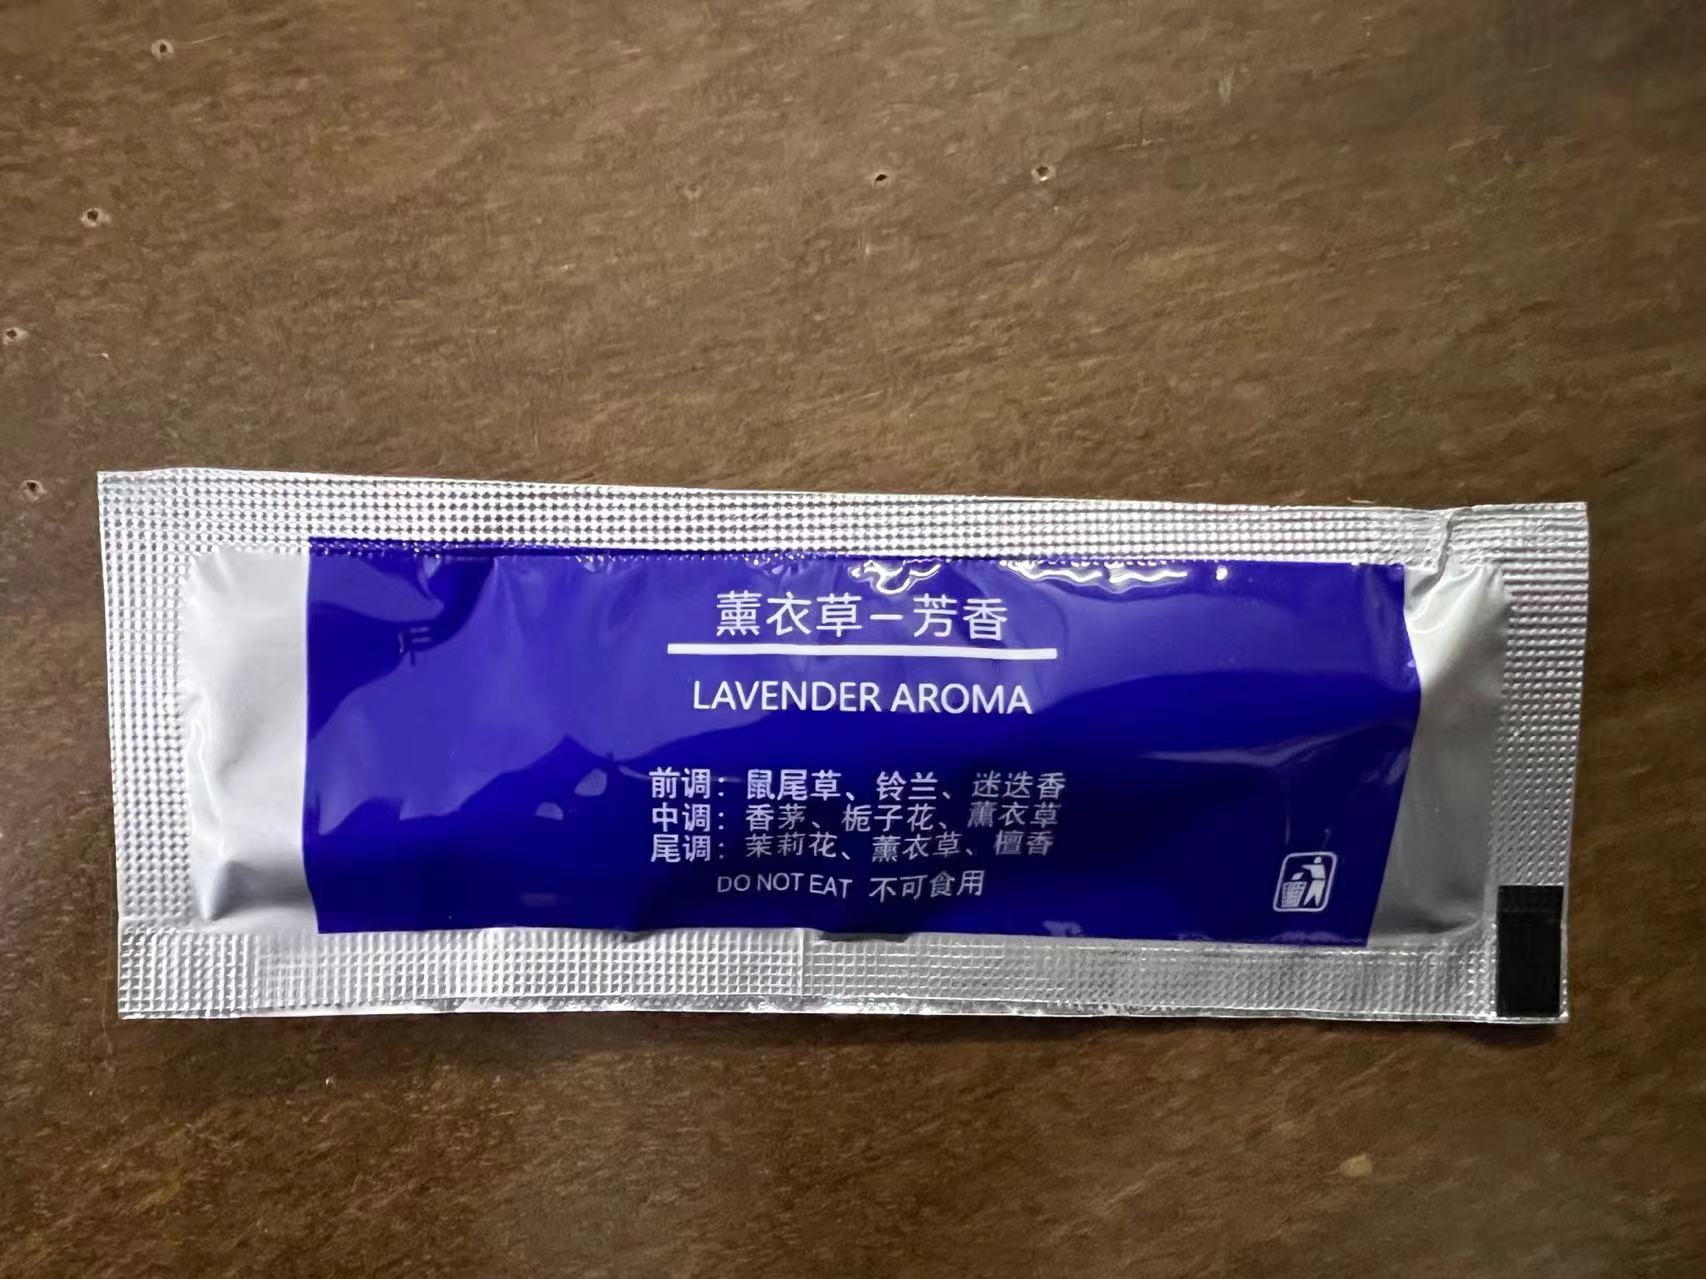 薰衣草-芳香
LAVENDER AROMA
前调：鼠尾草、铃兰、迷迭香
中调：香茅、栀子花、薰衣草
尾调：茉莉花、薰衣草、檀香
DO NOT EAT 不可食用